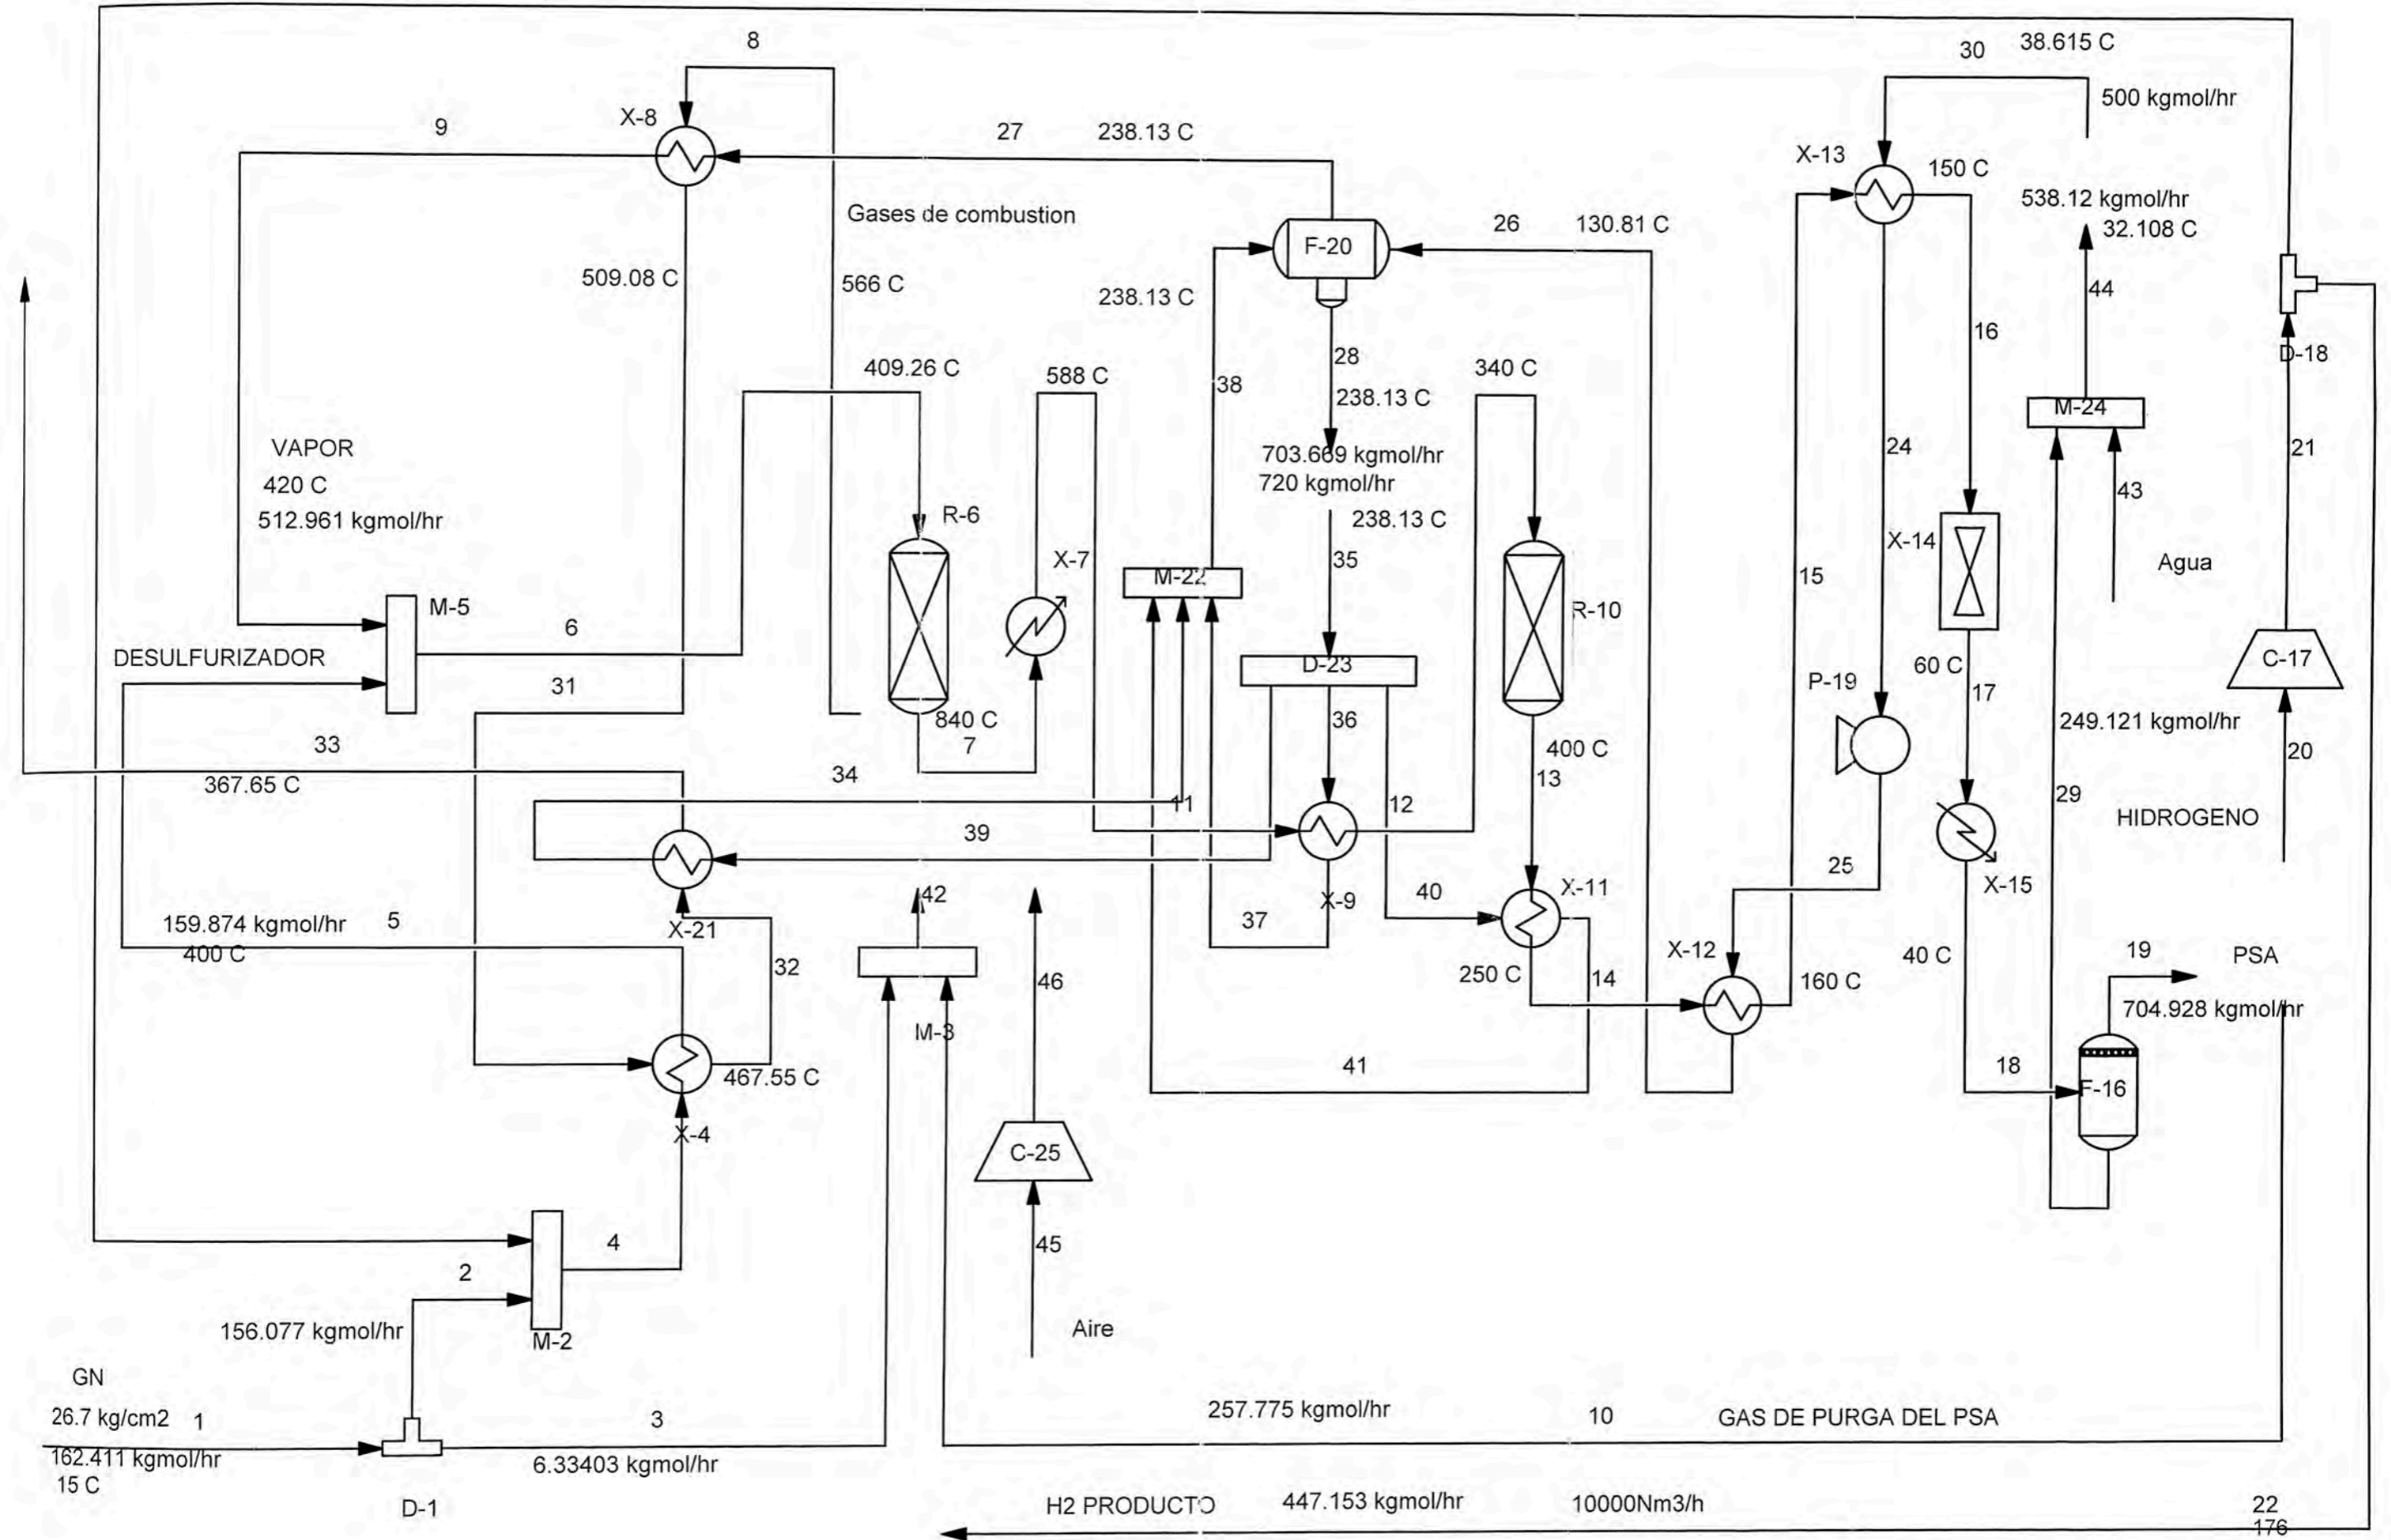 8
30
38.615 C
500 kgmol/hr
X-8
9
27
238.13 C
X-13
150 C
Gases de combustion
26
130.81 C
538.12 kgmol/hr
32.108 C
F-20
509.08 C
566 C
238.13 C
44
16
28
D-18
409.26 C
588 C
38
238.13 C
340 C
M-24
VAPOR
420 C
512.961 kgmol/hr
703.669 kgmol/hr
720 kgmol/hr
24
21
43
R-6
238.13 C
X-14
X-7
35
M-22
15
Agua
M-5
R-10
6
DESULFURIZADOR
D-23
60 C
C-17
31
P-19
17
840 C
7
36
249.121 kgmol/hr
33
400 C
20
367.65 C
34
13
11
12
29
HIDROGENO
39
25
X-15
42
X-9
40
X-11
159.874 kgmol/hr
5
X-21
37
400 C
X-12
40 C
19
PSA
32
46
250 C
14
160 C
704.928 kgmol/hr
M-3
467.55 C
41
18
F-16
X-4
C-25
4
45
2
156.077 kgmol/hr
M-2
Aire
GN
26.7 kg/cm2
1
3
257.775 kgmol/hr
10
GAS DE PURGA DEL PSA
162.411 kgmol/hr
6.33403 kgmol/hr
15 C
D-1
H2 PRODUCTO
447.153 kgmol/hr
10000Nm3/h
22
176